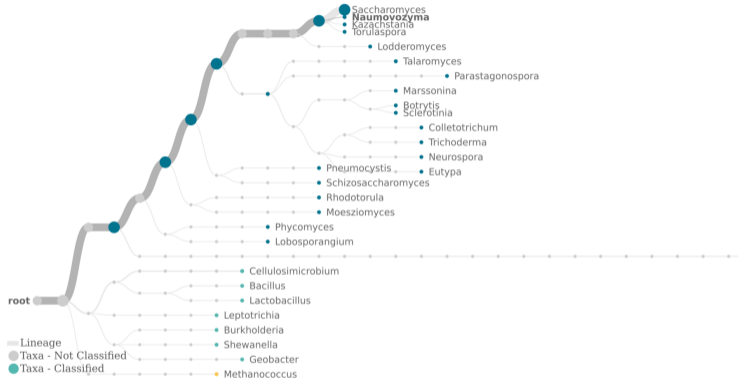 Saccharomyces
Naumovozyma
Kazachstania
Torulaspora
Lodderomyces
Talaromyces
Parastagonospora
Marssonina
Botrytis
Sclerotinia
Colletotrichum
Trichoderma
Neurospora
Pneumocystis
Eutypa
Schizosaccharomyces
Rhodotorula
Moesziomyces
Phycomyces
Lobosporangium
Cellulosimicrobium
Bacillus
Lactobacillus
root
Leptotrichia
Burkholderia
Shewanella
Geobacter
Methanococcus
Lineage
Taxa - Not Classified
Taxa - Classified